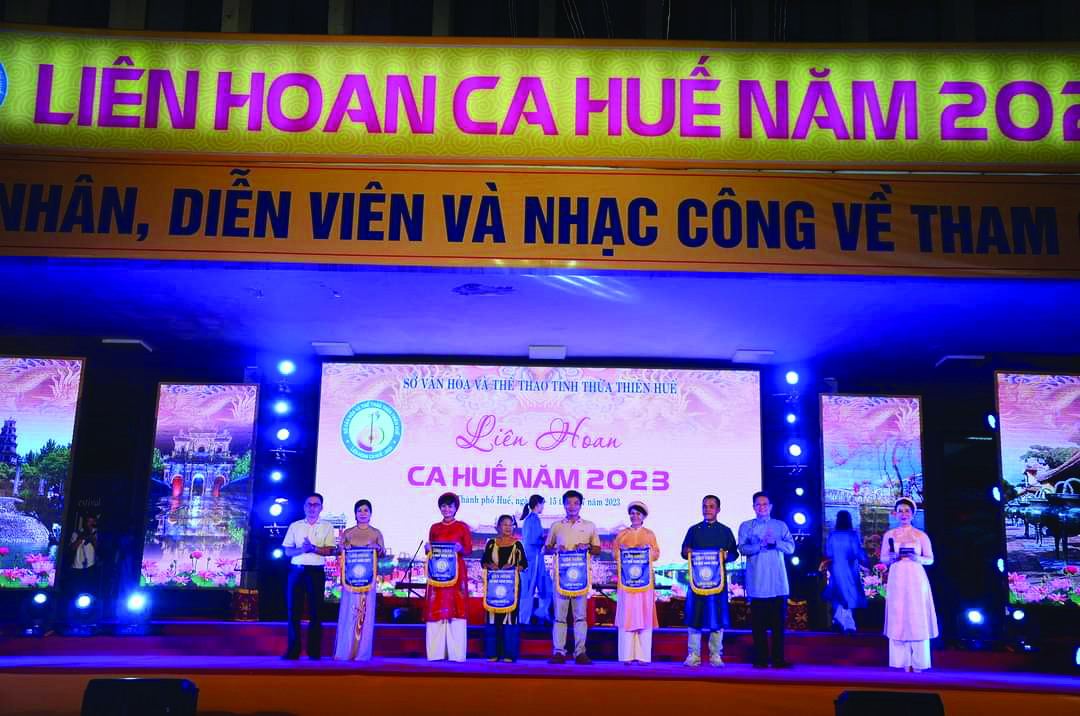 LIÊN HOAN CA HUẾ NĂM 202
NHÂN, DIỄN VIÊN VÀ NHẠC CÔNG VỀ THAM
SỞ VĂN HÓA VÀ THỂ THAO TỈNH THỪA THIÊN HUẾ
Liên Hoan
CA HUẾ NĂM 2023
Thành phố Huế, 15 năm 2023